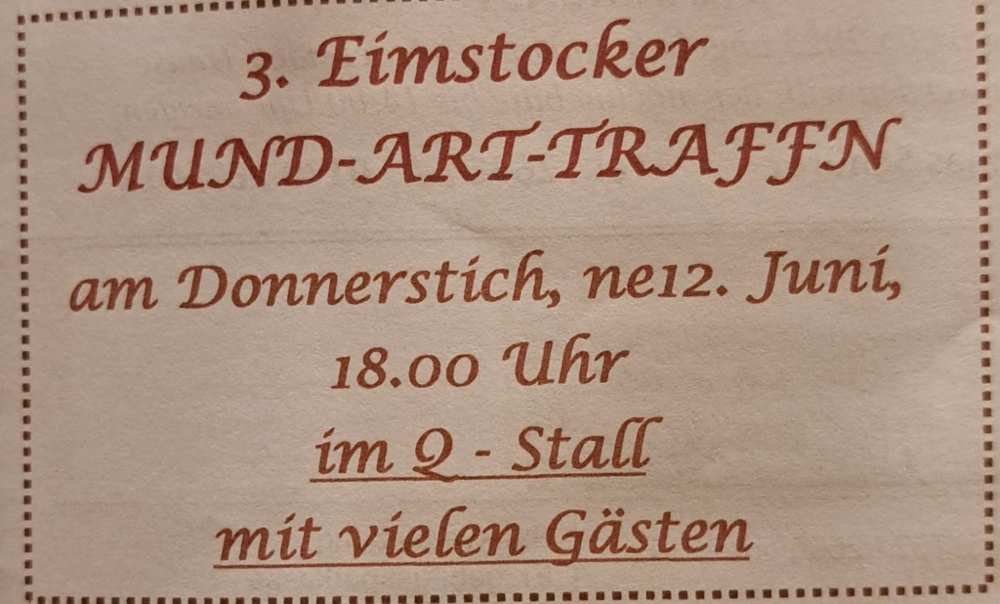 3. Eimstocker
MUND-ART-TRAFFN
am Donnerstich, ne12. Juni,
18.00 Uhr
im Q - Stall
mit vielen Gästen